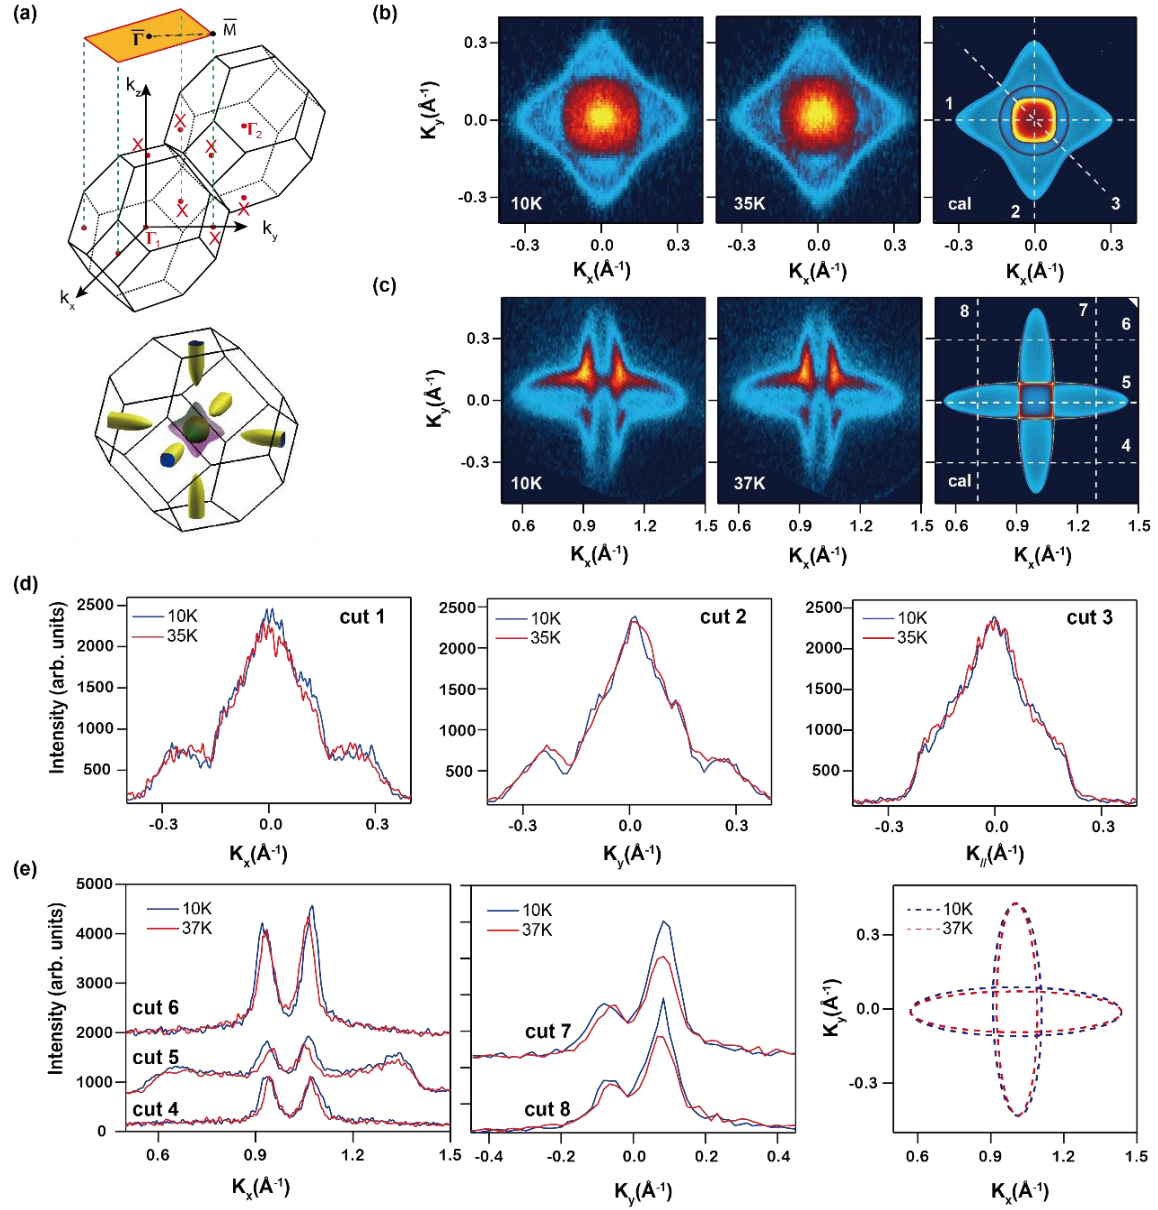 (a)
Γ̅
M̅
k_z
X
Γ₂
X
X
X
X
X
Γ̅₁
X
k_y
k_x
(b)
K_y(Å⁻¹)
0.3
0.0
-0.3
10K
35K
cal
1
2
3
-0.3 0.0 0.3
-0.3 0.0 0.3
-0.3 0.0 0.3
K_x(Å⁻¹)
K_x(Å⁻¹)
K_x(Å⁻¹)
(c)
K_y(Å⁻¹)
0.3
0.0
-0.3
10K
37K
cal
8
7
6
5
4
0.6 0.9 1.2 1.5
0.6 0.9 1.2 1.5
0.6 0.9 1.2 1.5
K_x(Å⁻¹)
K_x(Å⁻¹)
K_x(Å⁻¹)
(d)
Intensity (arb. units)
2500
2000
1500
1000
500
10K
35K
cut 1
-0.3 0.0 0.3
K_x(Å⁻¹)
2500
2000
1500
1000
500
10K
35K
cut 2
-0.3 0.0 0.3
K_y(Å⁻¹)
2500
2000
1500
1000
500
10K
35K
cut 3
-0.3 0.0 0.3
K_//(Å⁻¹)
(e)
Intensity (arb. units)
5000
4000
3000
2000
1000
0
10K
37K
cut 6
cut 5
cut 4
0.6 0.9 1.2 1.5
K_x(Å⁻¹)
10K
37K
cut 7
cut 8
-0.4 -0.2 0.0 0.2 0.4
K_y(Å⁻¹)
K_y(Å⁻¹)
0.3
0.0
-0.3
10K
37K
0.6 0.9 1.2 1.5
K_x(Å⁻¹)